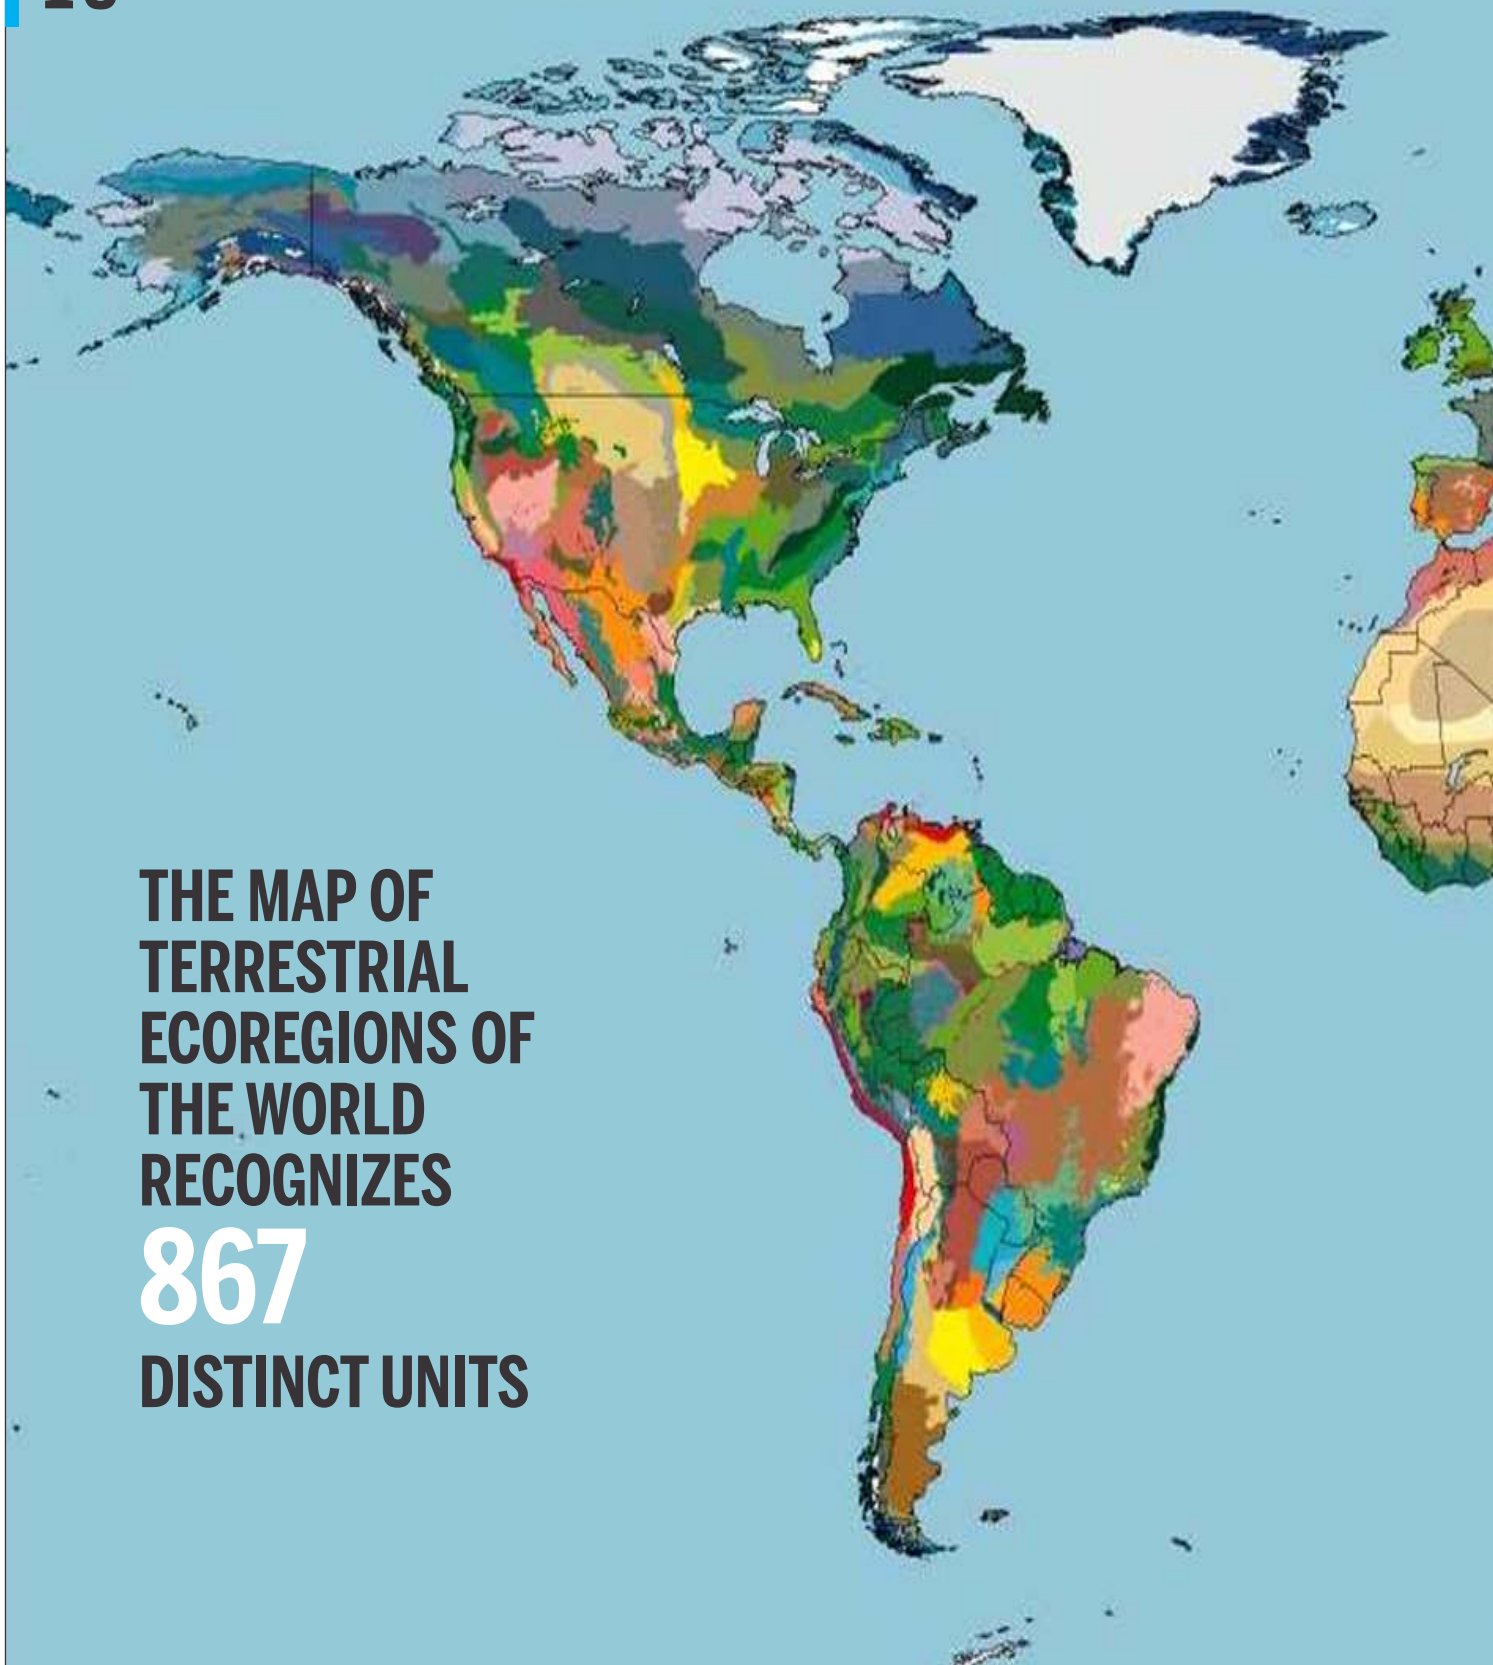 THE MAP OF
TERRESTRIAL
ECOREGIONS OF
THE WORLD
RECOGNIZES
867
DISTINCT UNITS